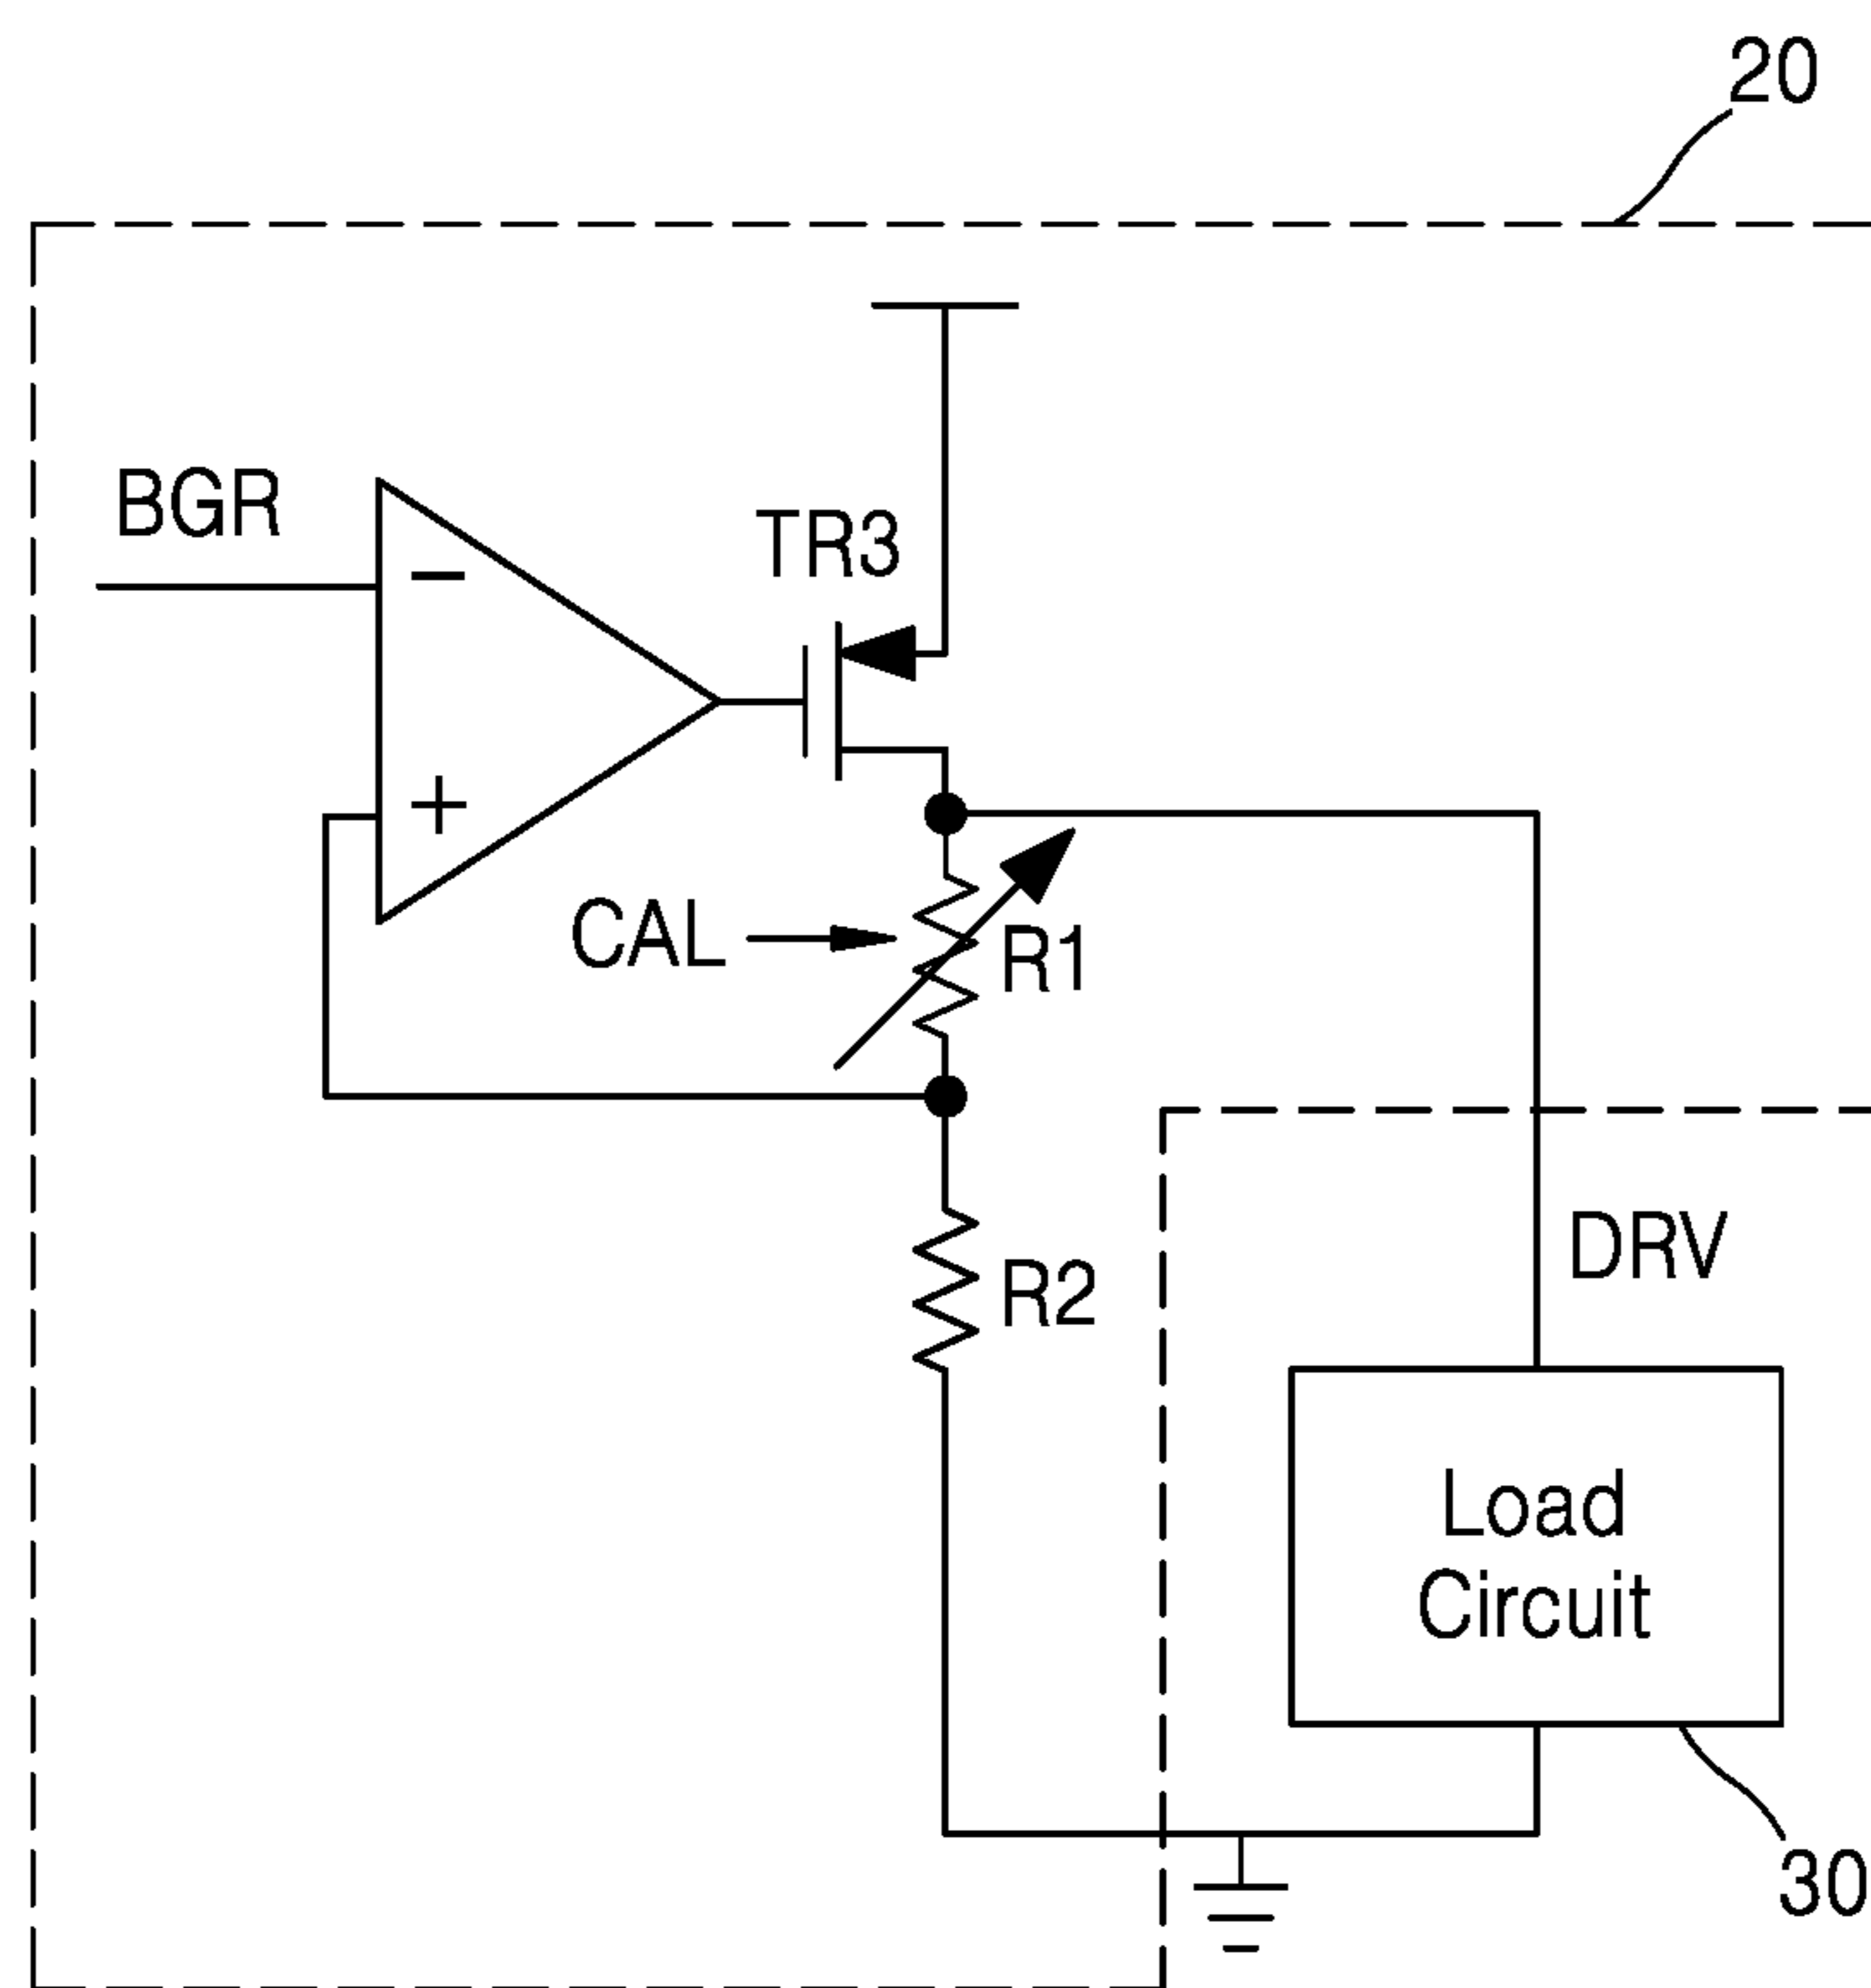 20
BGR
−
TR3
+
CAL
R1
R2
DRV
Load
Circuit
30